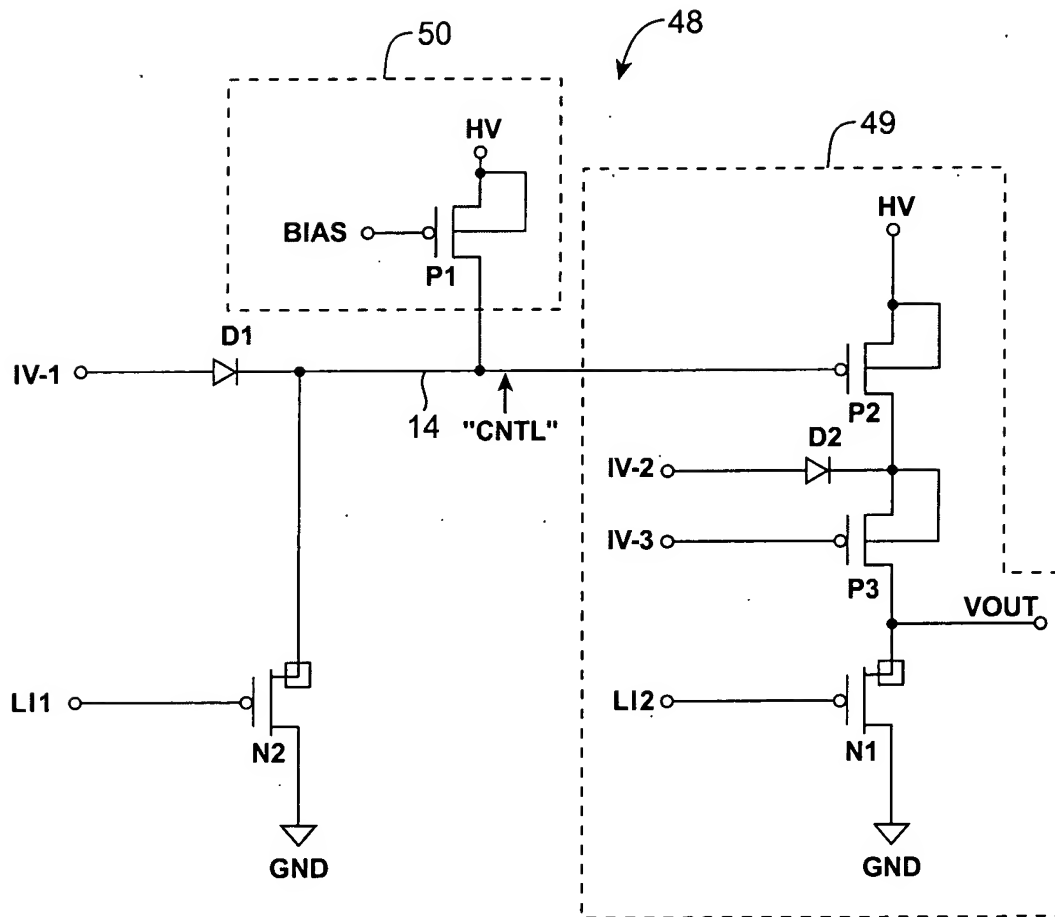 50
48
49
HV
HV
BIAS
P1
D1
IV-1
14
"CNTL"
P2
D2
IV-2
IV-3
P3
VOUT
LI1
N2
LI2
N1
GND
GND